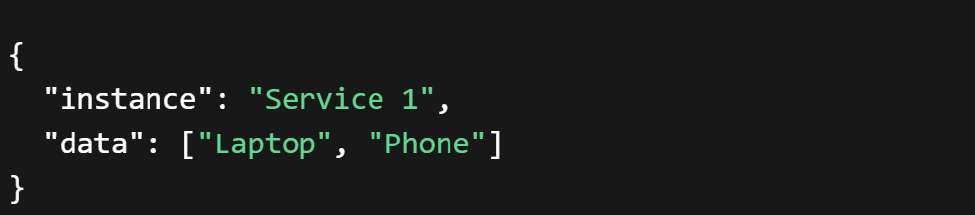 {
  "instance": "Service 1",
  "data": ["Laptop", "Phone"]
}